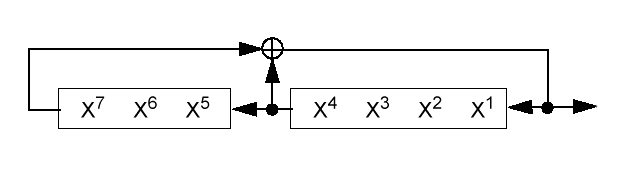 X⁷ X⁶ X⁵ X⁴ X³ X² X¹